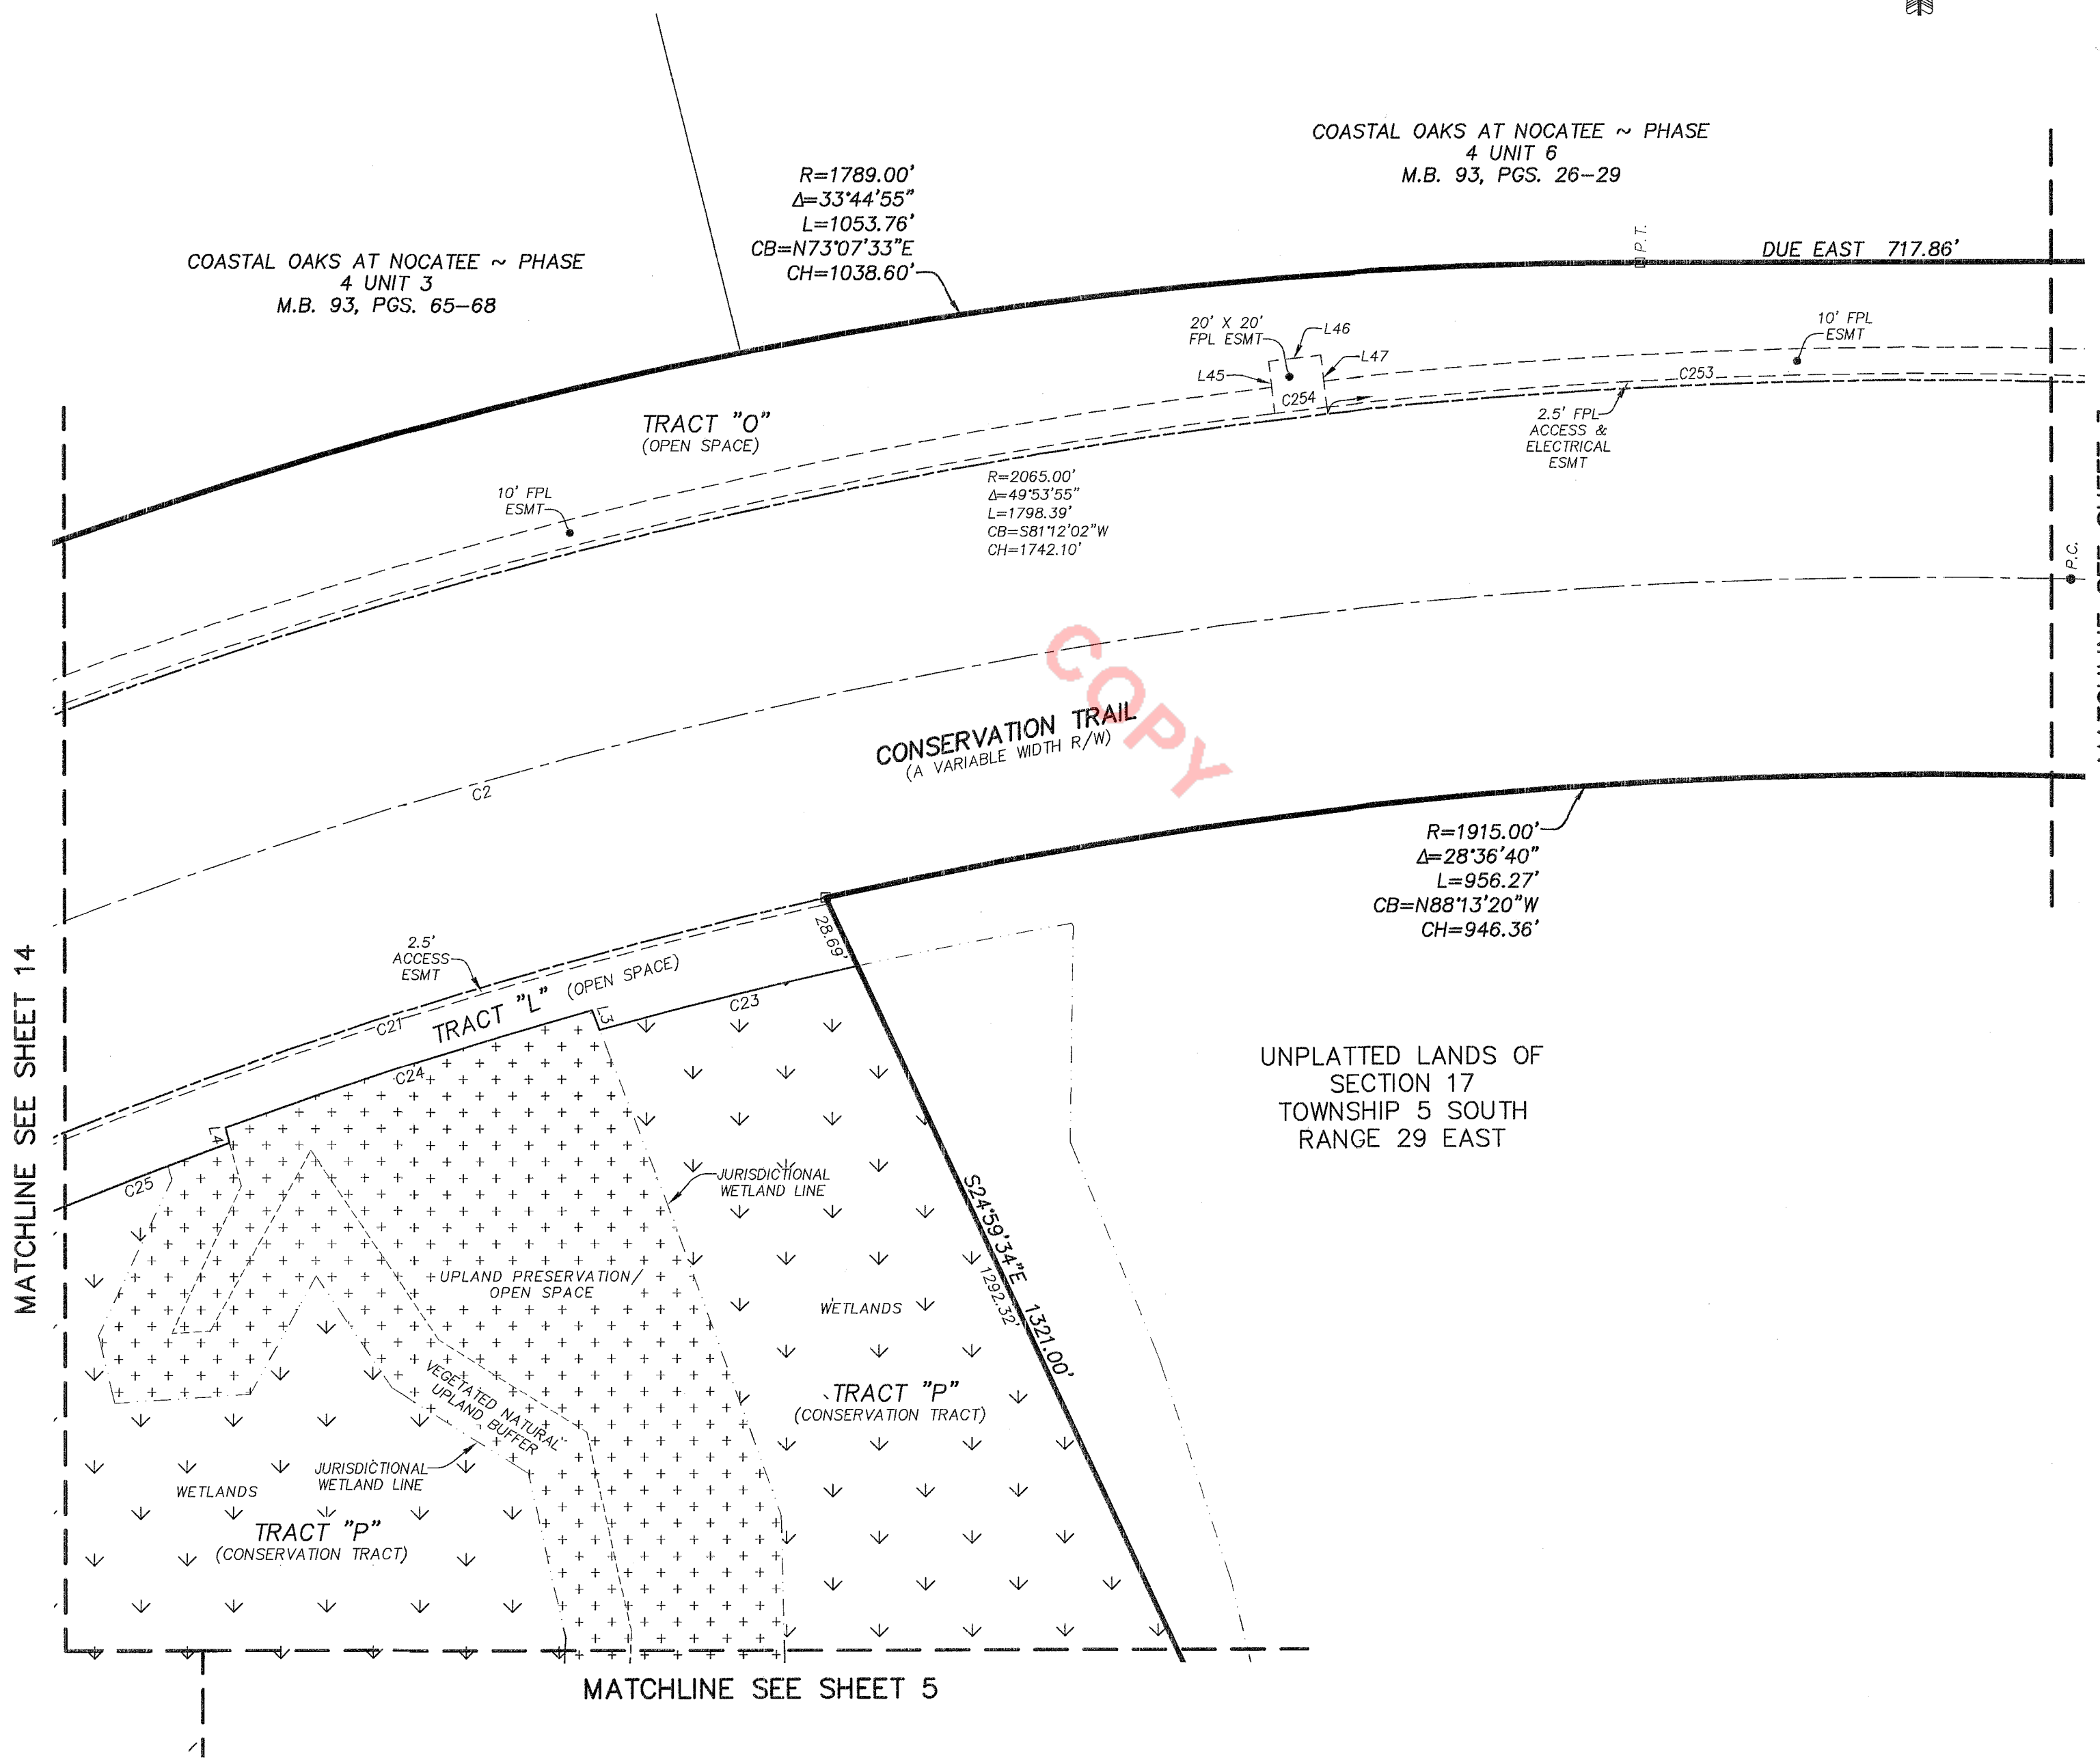 COASTAL OAKS AT NOCATEE ~ PHASE
4 UNIT 6
M.B. 93, PGS. 26-29
R=1789.00'
Δ=33°44'55"
L=1053.76'
CB=N73°07'33"E
CH=1038.60'
COASTAL OAKS AT NOCATEE ~ PHASE
4 UNIT 3
M.B. 93, PGS. 65-68
P.T.
DUE EAST 717.86'
20' X 20'
FPL ESMT
L46
L47
L45
C254
10' FPL
ESMT
C253
2.5' FPL
ACCESS &
ELECTRICAL
ESMT
TRACT "O"
(OPEN SPACE)
10' FPL
ESMT
R=2065.00'
Δ=49°53'55"
L=1798.39'
CB=S81°12'02"W
CH=1742.10'
P.C.
COPY
CONSERVATION TRAIL
(A VARIABLE WIDTH R/W)
C2
R=1915.00'
Δ=28°36'40"
L=956.27'
CB=N88°13'20"W
CH=946.36'
28.69'
2.5'
ACCESS
ESMT
TRACT "L" (OPEN SPACE)
C21
L3
C23
C24
L4
C25
MATCHLINE SEE SHEET 14
UNPLATTED LANDS OF
SECTION 17
TOWNSHIP 5 SOUTH
RANGE 29 EAST
JURISDICTIONAL
WETLAND LINE
S24°59'34"E 1321.00'
1292.32'
UPLAND PRESERVATION/
OPEN SPACE
WETLANDS
VEGETATED NATURAL
UPLAND BUFFER
TRACT "P"
(CONSERVATION TRACT)
JURISDICTIONAL
WETLAND LINE
WETLANDS
TRACT "P"
(CONSERVATION TRACT)
MATCHLINE SEE SHEET 5